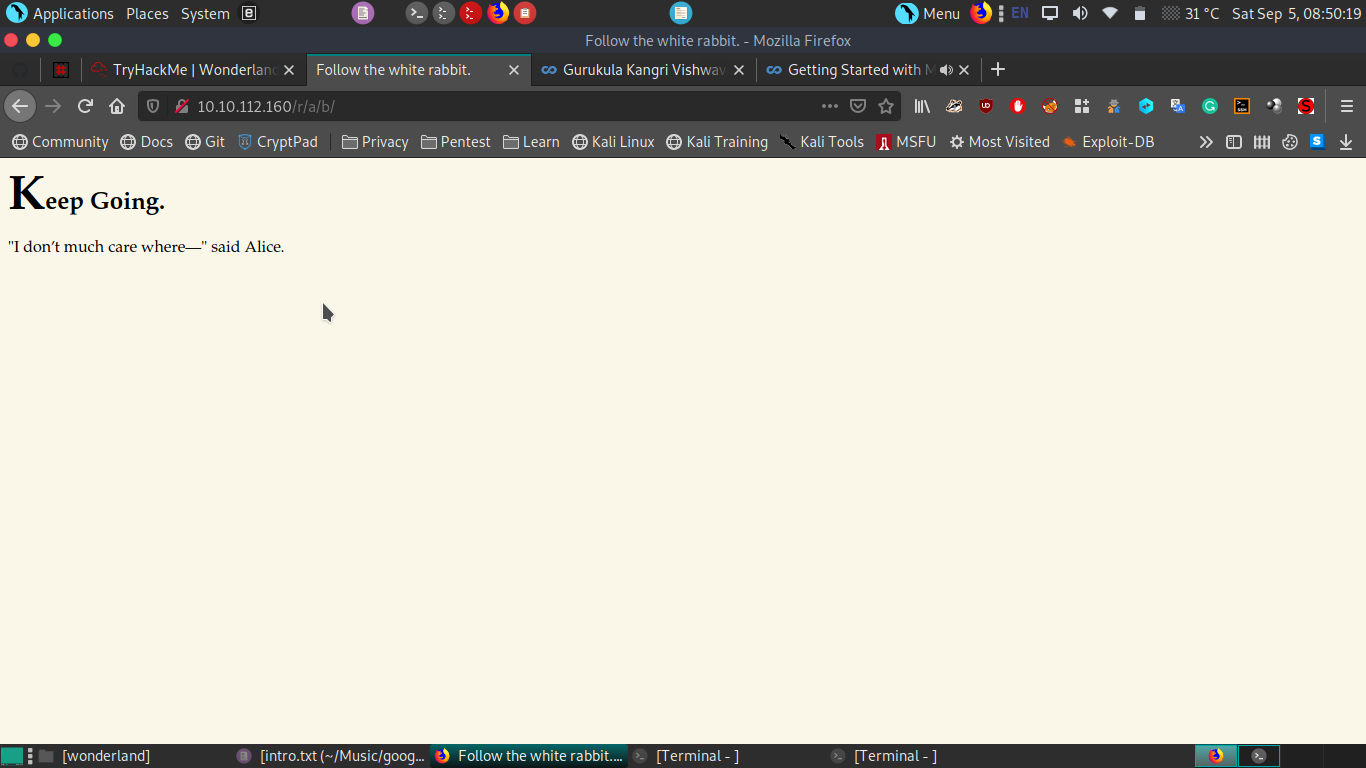 Applications Places System
Menu EN 31 °C Sat Sep 5, 08:50:19
Follow the white rabbit. - Mozilla Firefox
TryHackMe | Wonderland
Follow the white rabbit.
Gurukula Kangri Vishwav
Getting Started with M
10.10.112.160/r/a/b/
Community Docs Git CryptPad Privacy Pentest Learn Kali Linux Kali Training Kali Tools MSFU Most Visited Exploit-DB
Keep Going.
"I don’t much care where—" said Alice.
[wonderland] [intro.txt (~/Music/goog... Follow the white rabbit.... [Terminal - ] [Terminal - ]